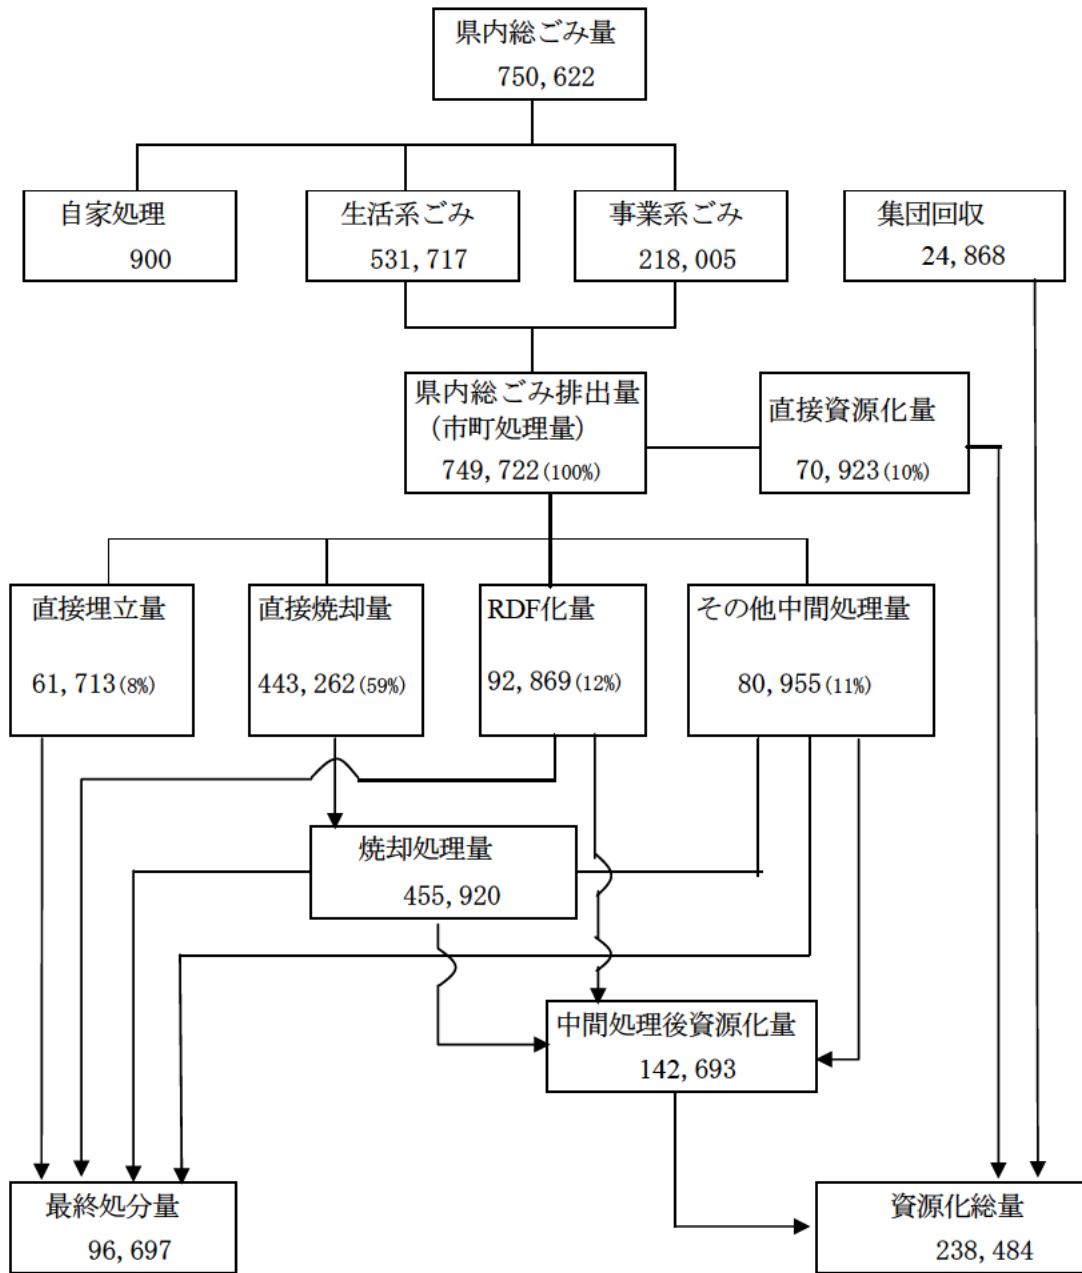 県内総ごみ量
750,622
自家処理
900
生活系ごみ
531,717
事業系ごみ
218,005
集団回収
24,868
県内総ごみ排出量
(市町処理量)
749,722(100%)
直接資源化量
70,923(10%)
直接埋立量
61,713(8%)
直接焼却量
443,262(59%)
RDF化量
92,869(12%)
その他中間処理量
80,955(11%)
焼却処理量
455,920
中間処理後資源化量
142,693
最終処分量
96,697
資源化総量
238,484